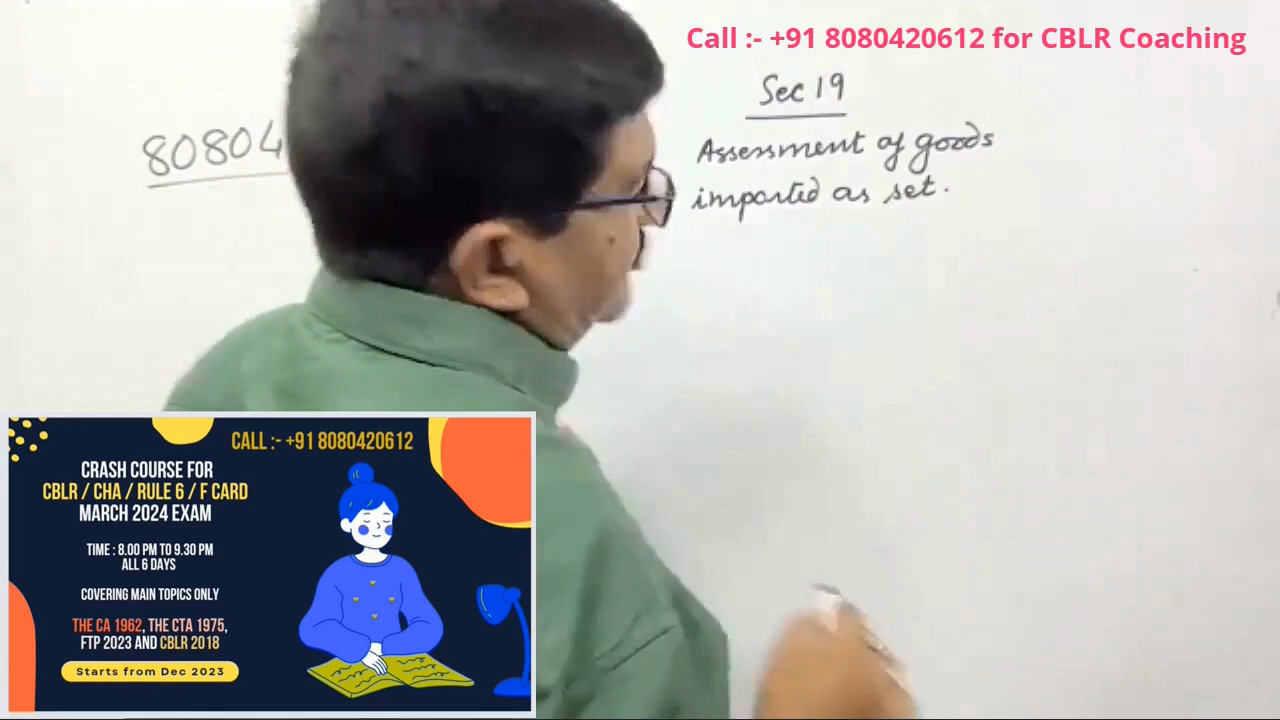 Call :- +91 8080420612 for CBLR Coaching
Sec 19
Assessment of goods
imported as set.
80804
CALL :- +91 8080420612
CRASH COURSE FOR
CBLR / CHA / RULE 6 / F CARD
MARCH 2024 EXAM
TIME : 8.00 PM TO 9.30 PM
ALL 6 DAYS
COVERING MAIN TOPICS ONLY
THE CA 1962, THE CTA 1975,
FTP 2023 AND CBLR 2018
Starts from Dec 2023